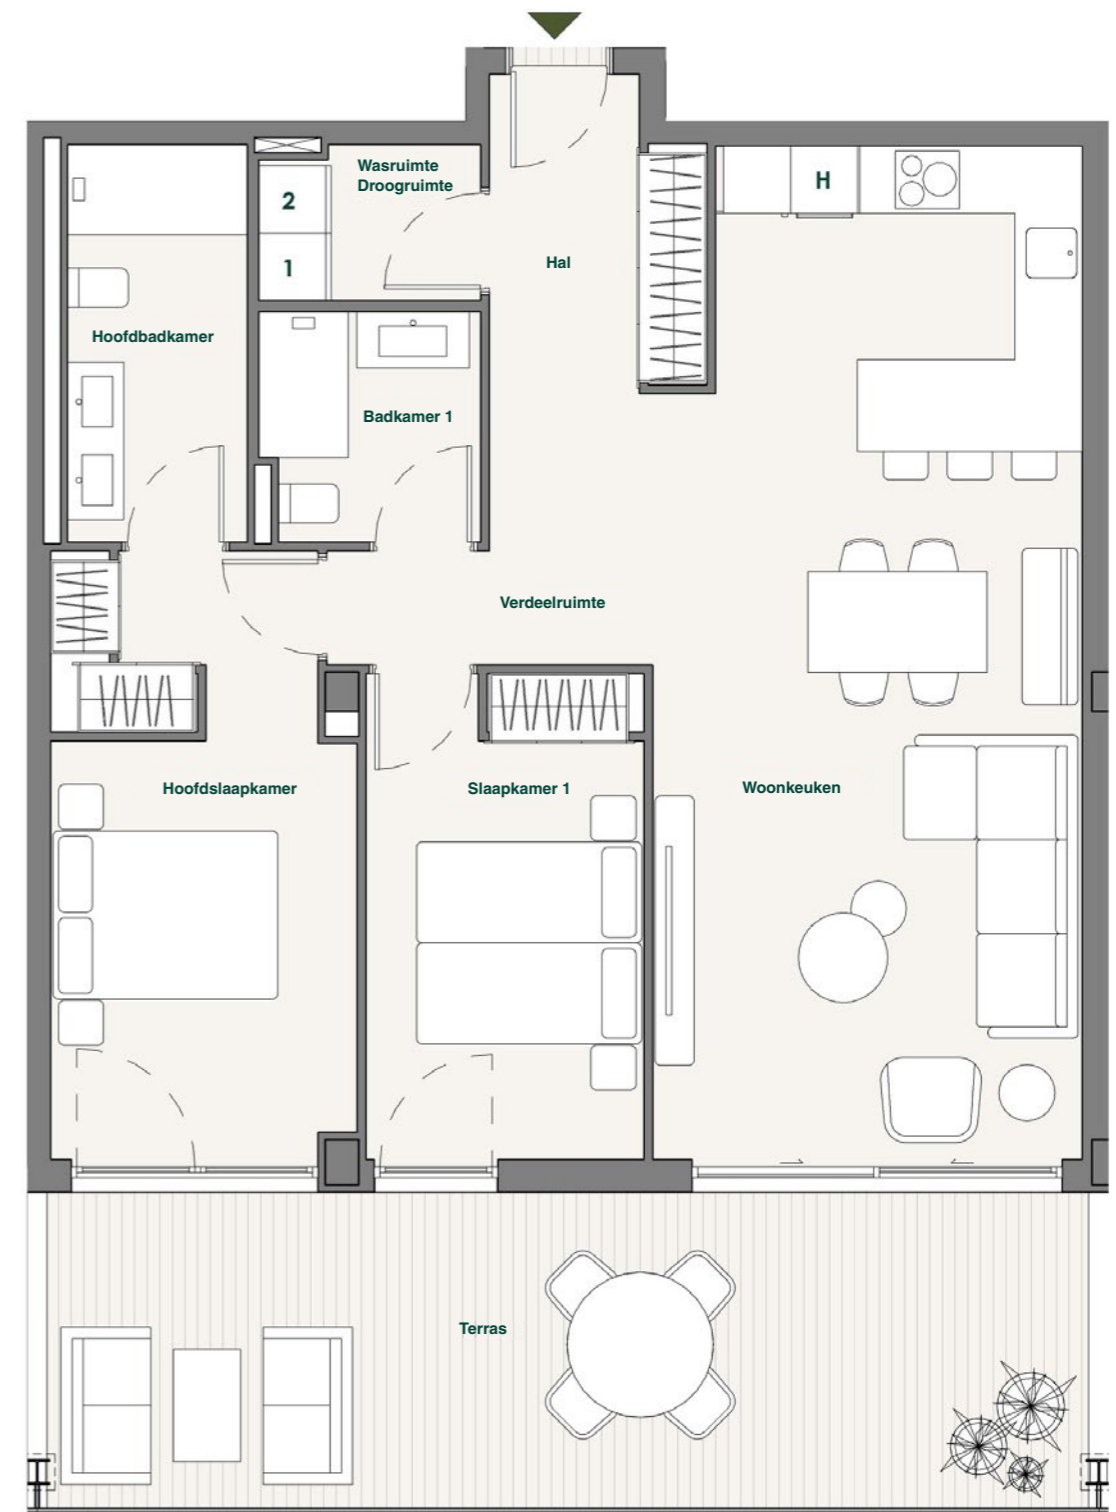 Wasruimte
Droogruimte
H
2
1
Hal
Hoofdbadkamer
Badkamer 1
Verdeelruimte
Hoofdslaapkamer
Slaapkamer 1
Woonkeuken
Terras